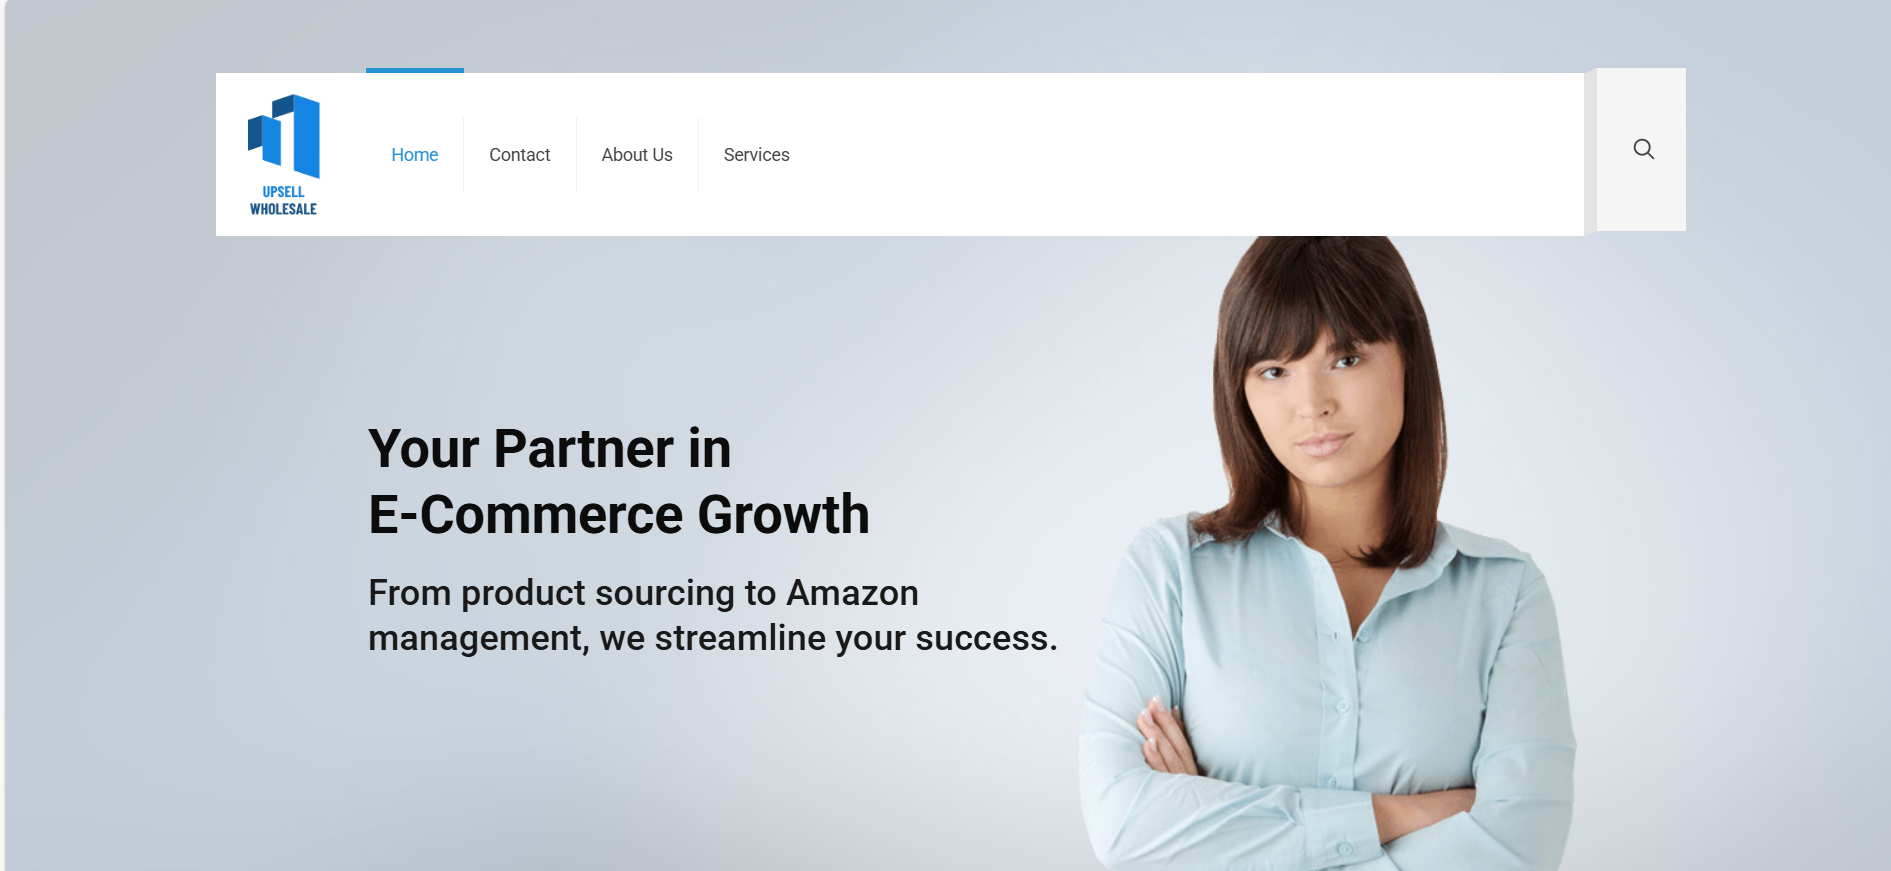 UPSELL
WHOLESALE
Home
Contact
About Us
Services
Your Partner in
E-Commerce Growth
From product sourcing to Amazon
management, we streamline your success.